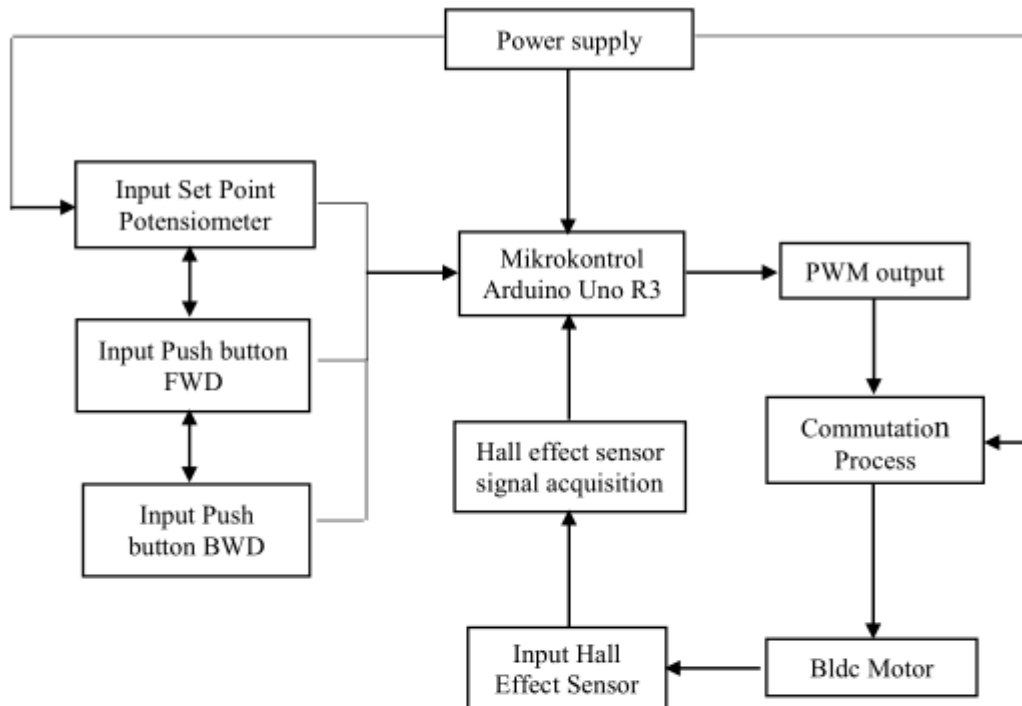 Power supply
Input Set Point
Potensiometer
Mikrokontrol
Arduino Uno R3
PWM output
Input Push button
FWD
Hall effect sensor
signal acquisition
Commutation
Process
Input Push
button BWD
Input Hall
Effect Sensor
Bldc Motor